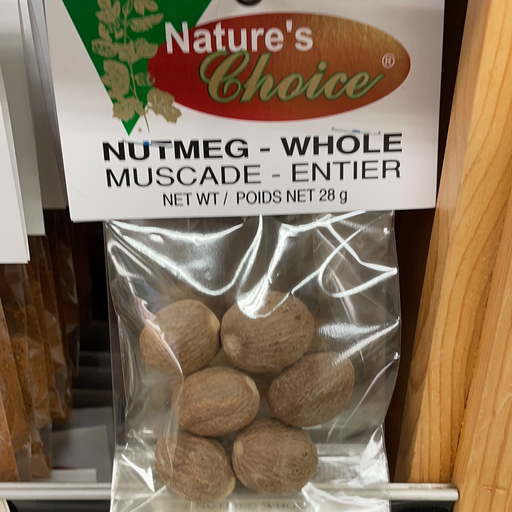 Nature's
Choice®
NUTMEG - WHOLE
MUSCADE - ENTIER
NET WT / POIDS NET 28 g